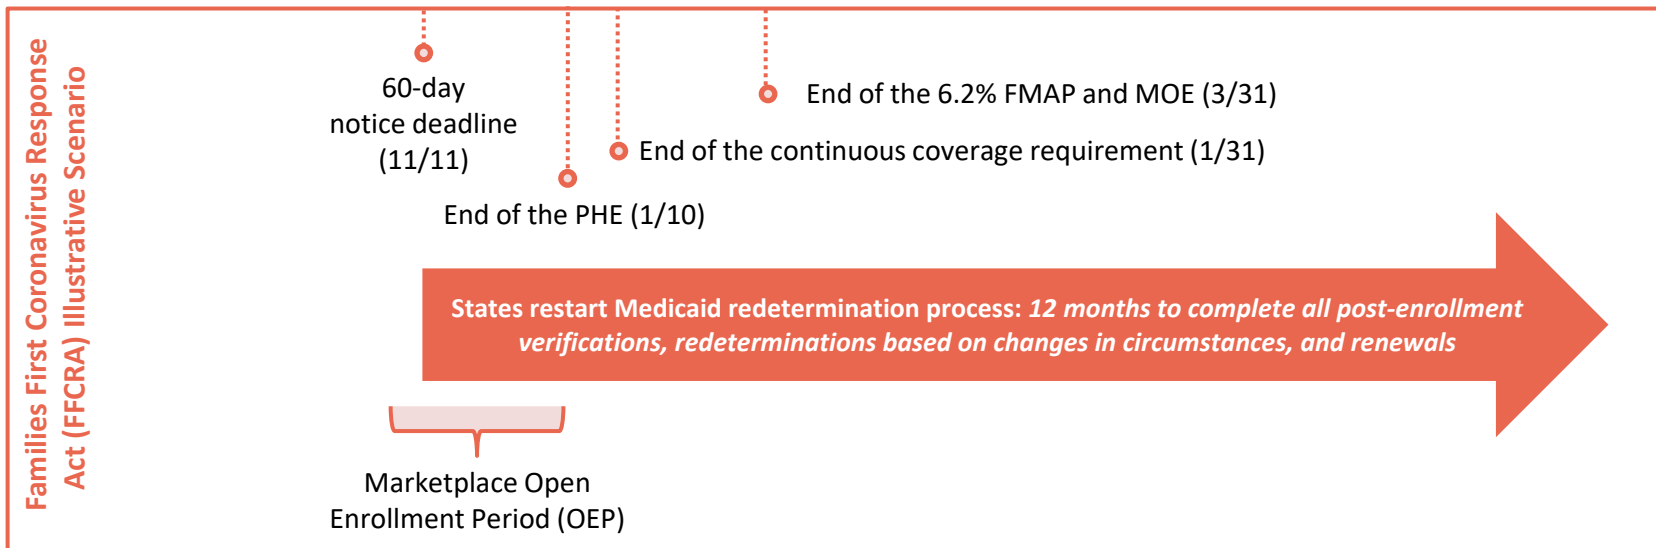 Families First Coronavirus Response
Act (FFCRA) Illustrative Scenario
60-day
notice deadline
(11/11)
End of the 6.2% FMAP and MOE (3/31)
End of the continuous coverage requirement (1/31)
End of the PHE (1/10)
States restart Medicaid redetermination process: 12 months to complete all post-enrollment
verifications, redeterminations based on changes in circumstances, and renewals
Marketplace Open
Enrollment Period (OEP)